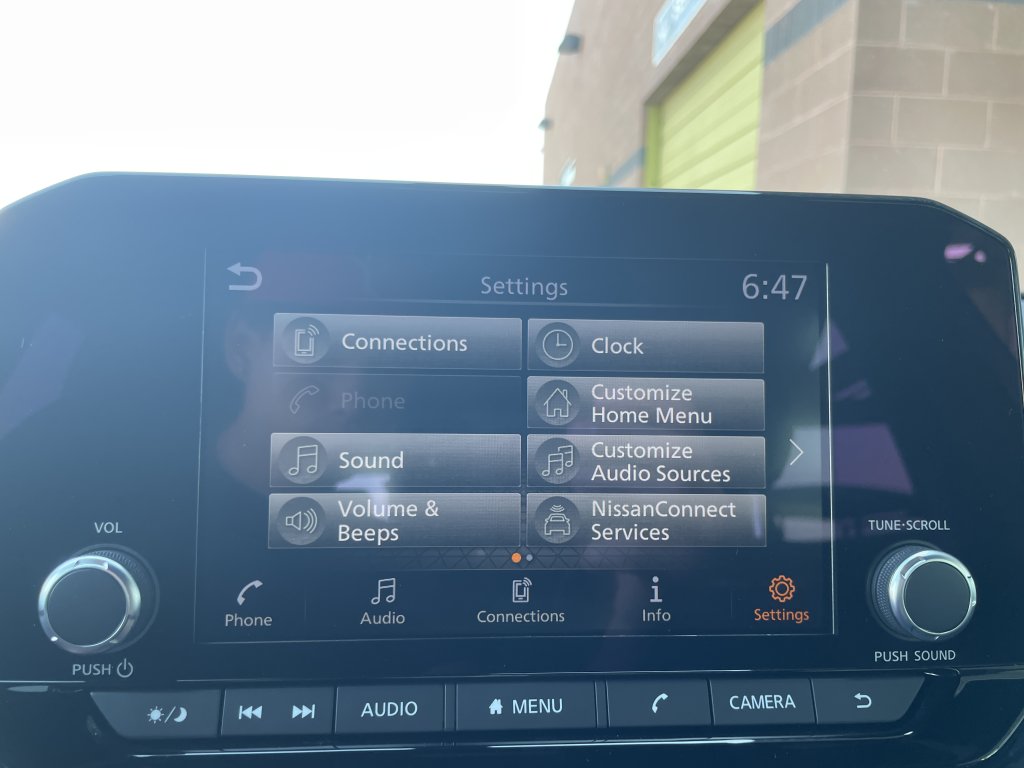 Settings
6:47
Connections
Clock
Phone
Customize
Home Menu
Sound
Customize
Audio Sources
Volume &
Beeps
NissanConnect
Services
VOL
TUNE·SCROLL
Phone
Audio
Connections
Info
Settings
PUSH
PUSH SOUND
AUDIO
MENU
CAMERA